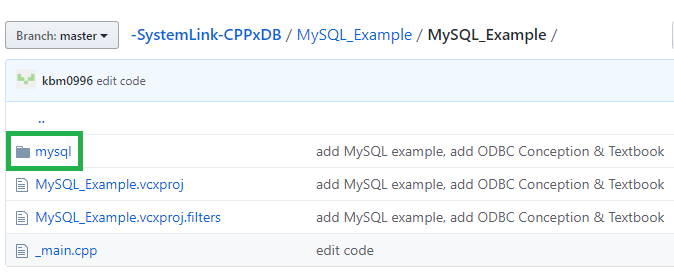 Branch: master -SystemLink-CPPxDB / MySQL_Example / MySQL_Example /
kbm0996 edit code
..
mysql add MySQL example, add ODBC Conception & Textbook
MySQL_Example.vcxproj add MySQL example, add ODBC Conception & Textbook
MySQL_Example.vcxproj.filters add MySQL example, add ODBC Conception & Textbook
_main.cpp edit code